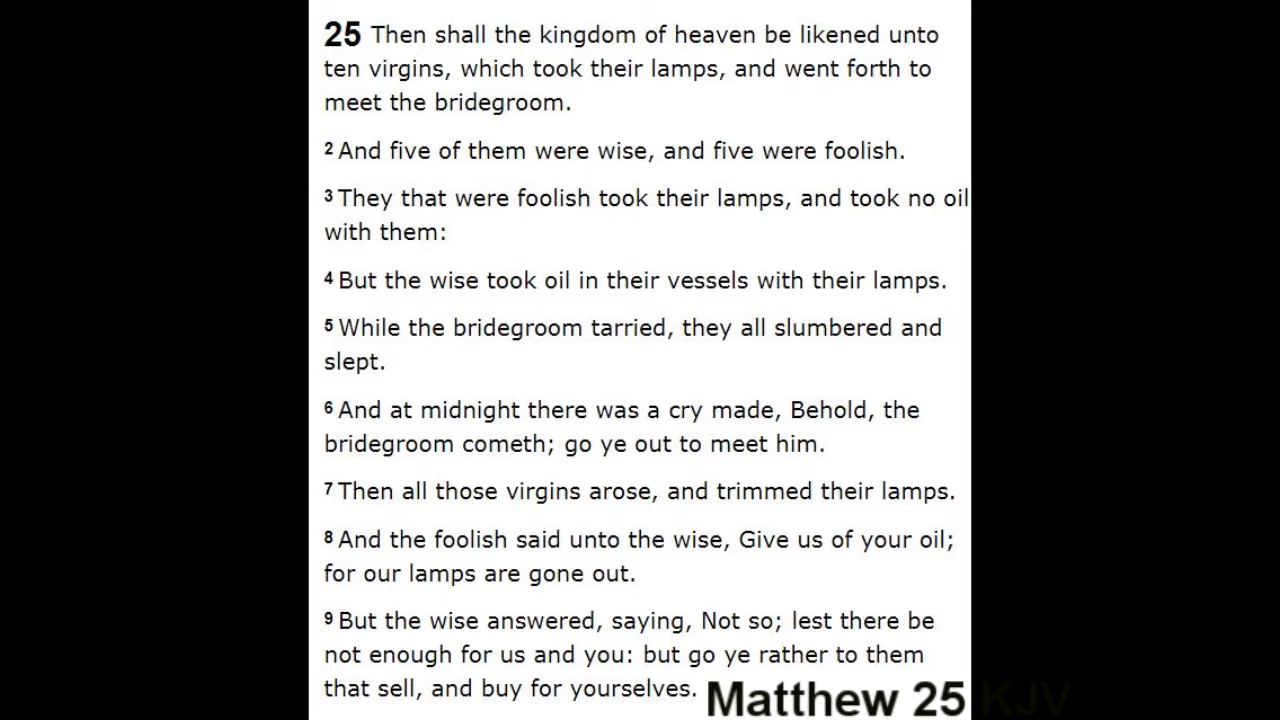 25 Then shall the kingdom of heaven be likened unto
ten virgins, which took their lamps, and went forth to
meet the bridegroom.
2 And five of them were wise, and five were foolish.
3 They that were foolish took their lamps, and took no oil
with them:
4 But the wise took oil in their vessels with their lamps.
5 While the bridegroom tarried, they all slumbered and
slept.
6 And at midnight there was a cry made, Behold, the
bridegroom cometh; go ye out to meet him.
7 Then all those virgins arose, and trimmed their lamps.
8 And the foolish said unto the wise, Give us of your oil;
for our lamps are gone out.
9 But the wise answered, saying, Not so; lest there be
not enough for us and you: but go ye rather to them
that sell, and buy for yourselves.
Matthew 25 KJV